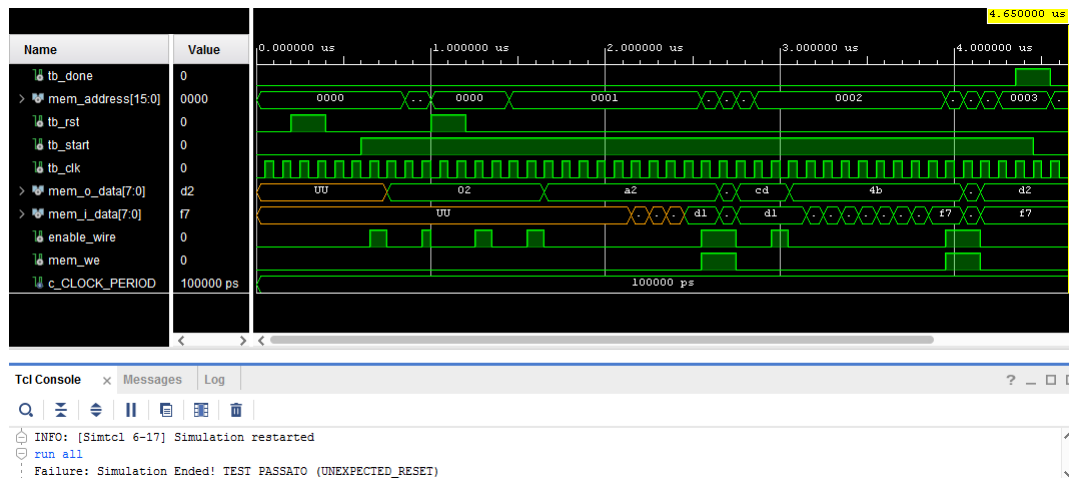 4.650000 us
Name Value 0.000000 us 1.000000 us 2.000000 us 3.000000 us 4.000000 us
tb_done 0
> mem_address[15:0] 0000 0000 . . 0000 0001 . . . 0002 . . . 0003 .
tb_rst 0
tb_start 0
tb_clk 0
> mem_o_data[7:0] d2 UU 02 a2 . cd 4b . d2
> mem_i_data[7:0] f7 UU . . . d1 . d1 . . . . . . . f7 . f7
enable_wire 0
mem_we 0
c_CLOCK_PERIOD 100000 ps 100000 ps
Tcl Console × Messages Log ? _
INFO: [Simtcl 6-17] Simulation restarted
run all
Failure: Simulation Ended! TEST PASSATO (UNEXPECTED_RESET)